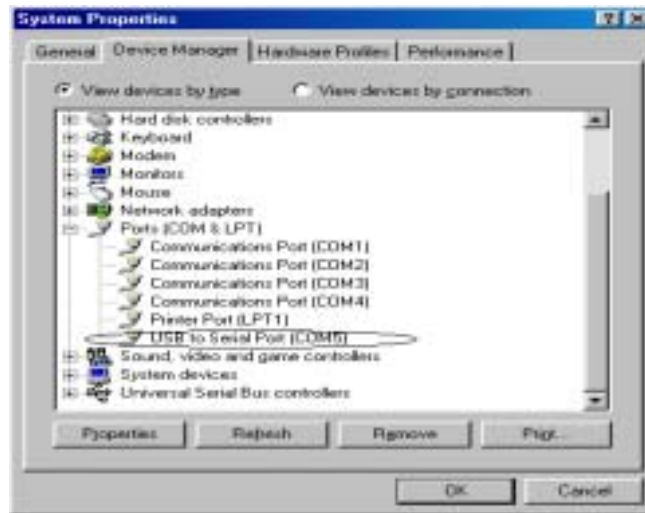 System Properties
General Device Manager Hardware Profiles Performance
View devices by type View devices by connection
Hard disk controllers
Keyboard
Modem
Monitors
Mouse
Network adapters
Ports (COM & LPT)
Communications Port (COM1)
Communications Port (COM2)
Communications Port (COM3)
Communications Port (COM4)
Printer Port (LPT1)
USB to Serial Port (COM5)
Sound, video and game controllers
System devices
Universal Serial Bus controllers
Properties Refresh Remove Print...
OK Cancel